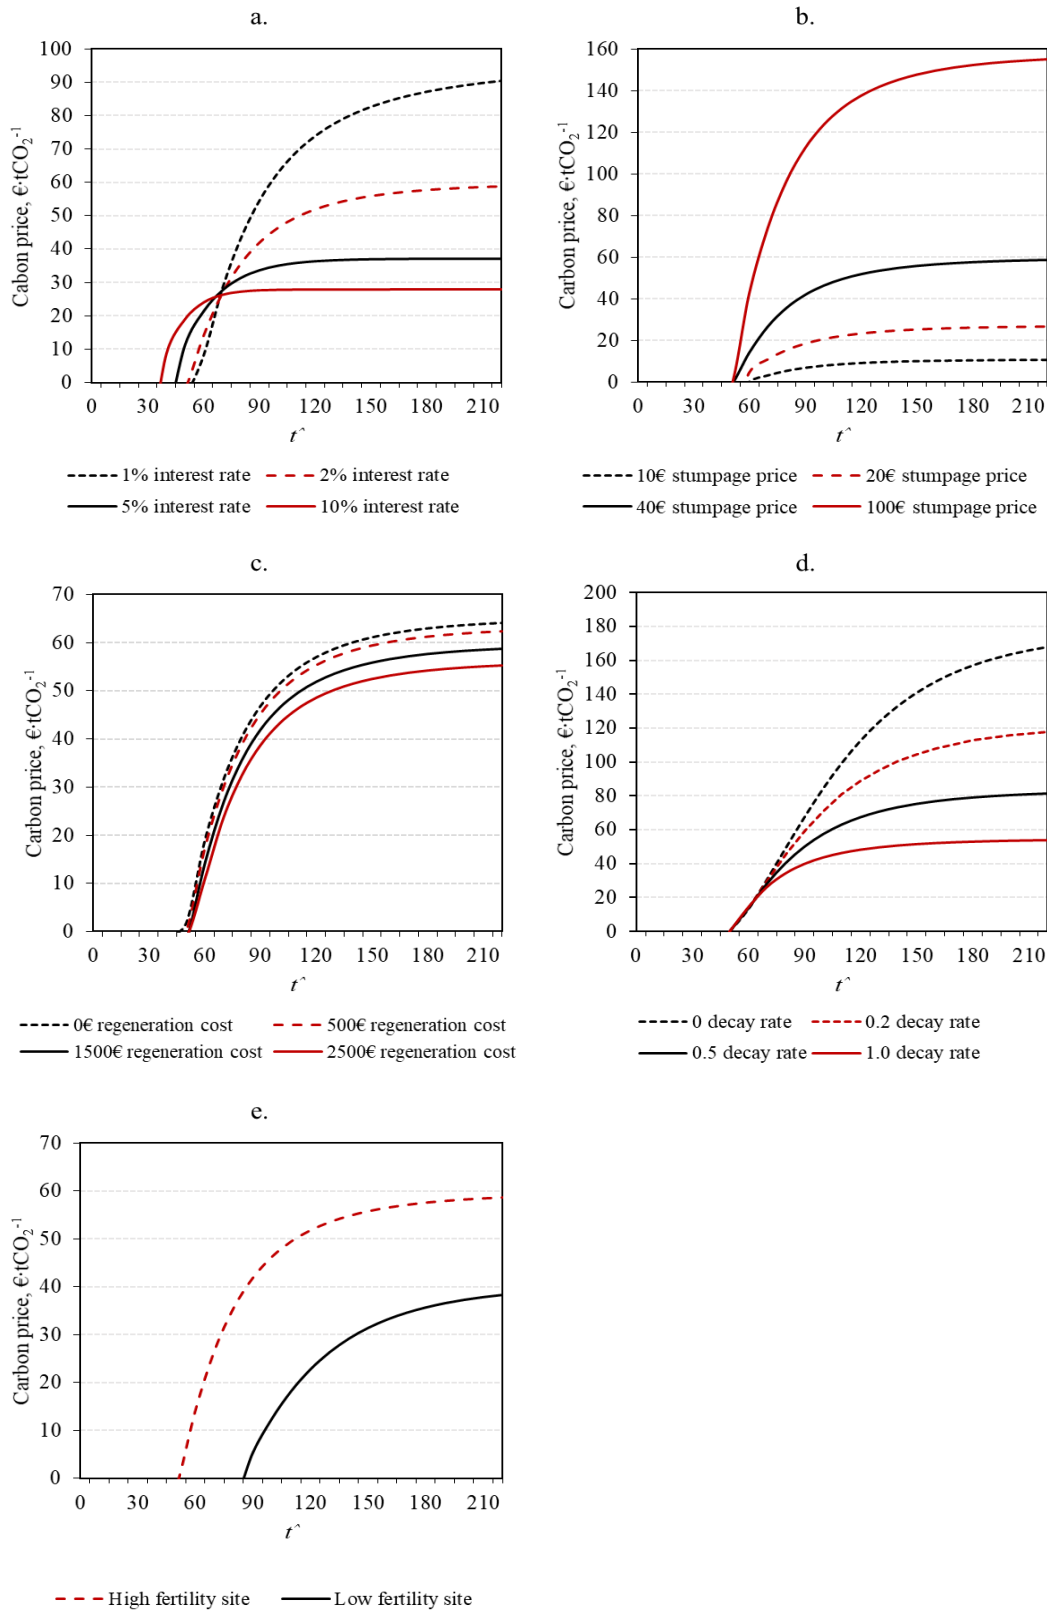 a.
100
90
80
70
60
50
40
30
20
10
0
Cabon price, €·tCO₂⁻¹
0 30 60 90 120 150 180 210
t^
1% interest rate 2% interest rate
5% interest rate 10% interest rate
b.
160
140
120
100
80
60
40
20
0
Carbon price, €·tCO₂⁻¹
0 30 60 90 120 150 180 210
t^
10€ stumpage price 20€ stumpage price
40€ stumpage price 100€ stumpage price
c.
70
60
50
40
30
20
10
0
Carbon price, €·tCO₂⁻¹
0 30 60 90 120 150 180 210
t^
0€ regeneration cost 500€ regeneration cost
1500€ regeneration cost 2500€ regeneration cost
d.
200
180
160
140
120
100
80
60
40
20
0
Carbon price, €·tCO₂⁻¹
0 30 60 90 120 150 180 210
t^
0 decay rate 0.2 decay rate
0.5 decay rate 1.0 decay rate
e.
70
60
50
40
30
20
10
0
Carbon price, €·tCO₂⁻¹
0 30 60 90 120 150 180 210
t^
High fertility site Low fertility site